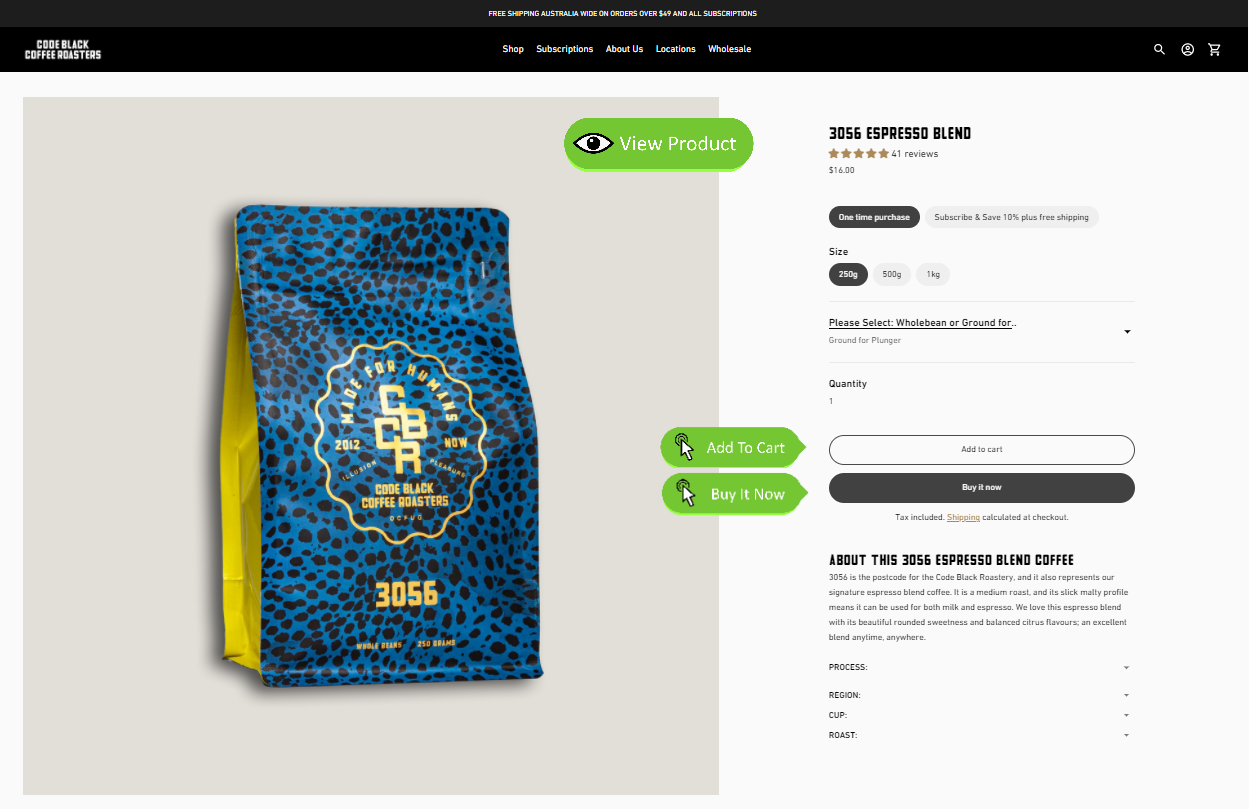 FREE SHIPPING AUSTRALIA WIDE ON ORDERS OVER $49 AND ALL SUBSCRIPTIONS
CODE BLACK
COFFEE ROASTERS
Shop Subscriptions About Us Locations Wholesale
View Product
MADE FOR HUMANS
CBCR
2012 NOW
ILLUSION PLEASURE
CODE BLACK
COFFEE ROASTERS
DCFUG
3056
WHOLE BEANS 250 GRAMS
3056 ESPRESSO BLEND
41 reviews
$16.00
One time purchase Subscribe & Save 10% plus free shipping
Size
250g 500g 1kg
Please Select: Wholebean or Ground for..
Ground for Plunger
Quantity
1
Add To Cart
Add to cart
Buy It Now
Buy it now
Tax included. Shipping calculated at checkout.
ABOUT THIS 3056 ESPRESSO BLEND COFFEE
3056 is the postcode for the Code Black Roastery, and it also represents our
signature espresso blend coffee. It is a medium roast, and its slick malty profile
means it can be used for both milk and espresso. We love this espresso blend
with its beautiful rounded sweetness and balanced citrus flavours; an excellent
blend anytime, anywhere.
PROCESS:
REGION:
CUP:
ROAST: